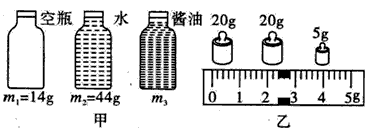 空瓶 水 酱油 20g 20g 5g
0 1 2 3 4 5g
m₁=14g m₂=44g m₃
甲 乙